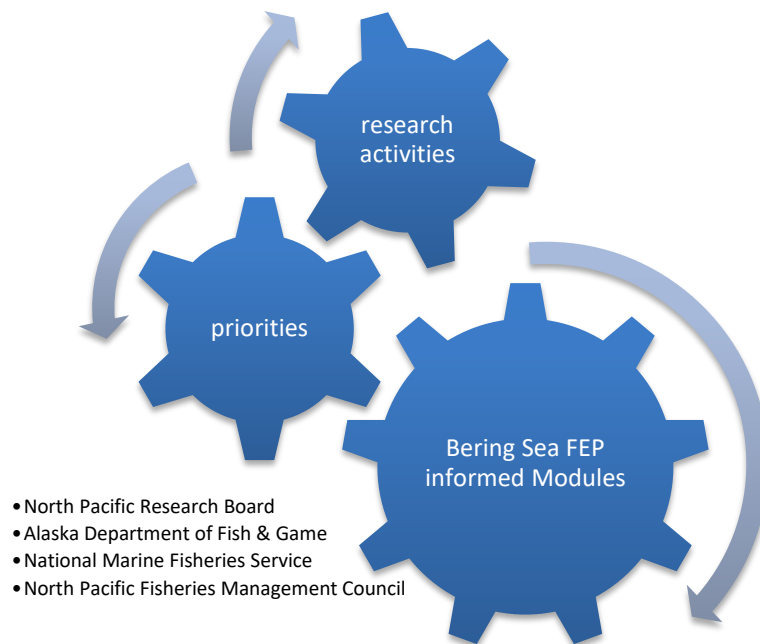 research
activities
priorities
Bering Sea FEP
informed Modules
•North Pacific Research Board
•Alaska Department of Fish & Game
•National Marine Fisheries Service
•North Pacific Fisheries Management Council